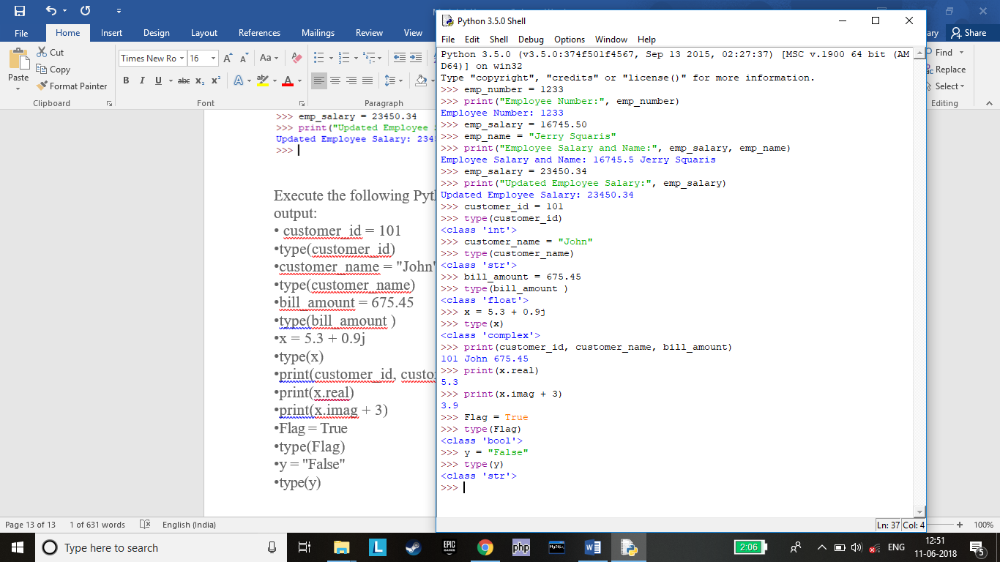 Python 3.5.0 Shell
File Home Insert Design Layout References Mailings Review View
Share
File Edit Shell Debug Options Window Help
Paste
Cut
Copy
Format Painter
Clipboard
Times New Ro 16
Aa
B I U abc x₂ x²
Font
Paragraph
Find
Replace
Select
Editing
>>> emp_salary = 23450.34
>>> print("Updated Employee
Updated Employee Salary: 234
>>>
Execute the following Pyt
output:
• customer_id = 101
•type(customer_id)
•customer_name = "John"
•type(customer_name)
•bill_amount = 675.45
•type(bill_amount )
•x = 5.3 + 0.9j
•type(x)
•print(customer_id, custo
•print(x.real)
•print(x.imag + 3)
•Flag = True
•type(Flag)
•y = "False"
•type(y)
Python 3.5.0 (v3.5.0:374f501f4567, Sep 13 2015, 02:27:37) [MSC v.1900 64 bit (AM
D64)] on win32
Type "copyright", "credits" or "license()" for more information.
>>> emp_number = 1233
>>> print("Employee Number:", emp_number)
Employee Number: 1233
>>> emp_salary = 16745.50
>>> emp_name = "Jerry Squaris"
>>> print("Employee Salary and Name:", emp_salary, emp_name)
Employee Salary and Name: 16745.5 Jerry Squaris
>>> emp_salary = 23450.34
>>> print("Updated Employee Salary:", emp_salary)
Updated Employee Salary: 23450.34
>>> customer_id = 101
>>> type(customer_id)
<class 'int'>
>>> customer_name = "John"
>>> type(customer_name)
<class 'str'>
>>> bill_amount = 675.45
>>> type(bill_amount )
<class 'float'>
>>> x = 5.3 + 0.9j
>>> type(x)
<class 'complex'>
>>> print(customer_id, customer_name, bill_amount)
101 John 675.45
>>> print(x.real)
5.3
>>> print(x.imag + 3)
3.9
>>> Flag = True
>>> type(Flag)
<class 'bool'>
>>> y = "False"
>>> type(y)
<class 'str'>
>>>
Ln: 37 Col: 4
Page 13 of 13 1 of 631 words English (India)
100%
Type here to search
L
EPIC GAMES
php
MySQL
2:06
ENG
12:51
11-06-2018
5